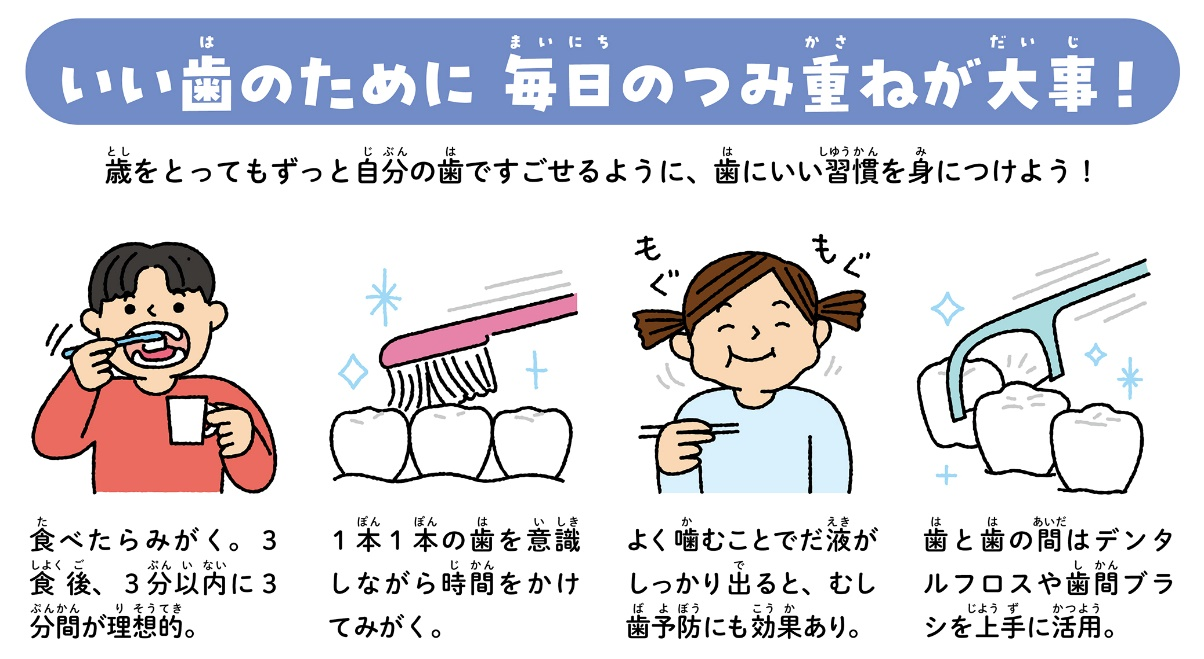 いい歯のために 毎日のつみ重ねが大事！
歳をとってもずっと自分の歯ですごせるように、歯にいい習慣を身につけよう！
もぐ
もぐ
食べたらみがく。３
食後、３分以内に３
分間が理想的。
１本１本の歯を意識
しながら時間をかけ
てみがく。
よく噛むことでだ液が
しっかり出ると、むし
歯予防にも効果あり。
歯と歯の間はデンタ
ルフロスや歯間ブラ
シを上手に活用。